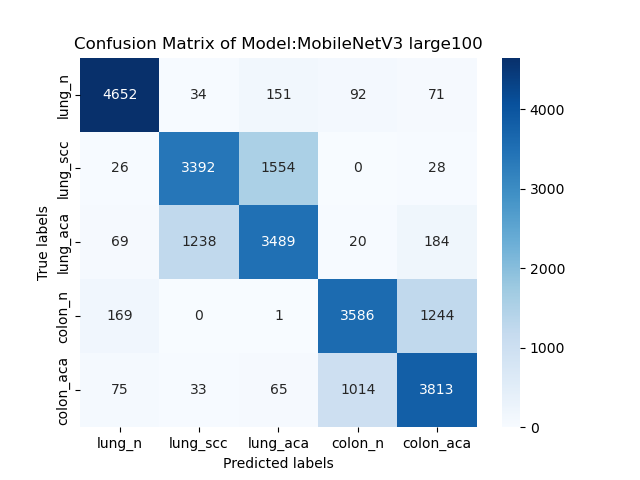 Confusion Matrix of Model:MobileNetV3 large100
lung_n 4652 34 151 92 71
lung_scc 26 3392 1554 0 28
lung_aca 69 1238 3489 20 184
colon_n 169 0 1 3586 1244
colon_aca 75 33 65 1014 3813
lung_n lung_scc lung_aca colon_n colon_aca
Predicted labels
True labels
4000
3000
2000
1000
0